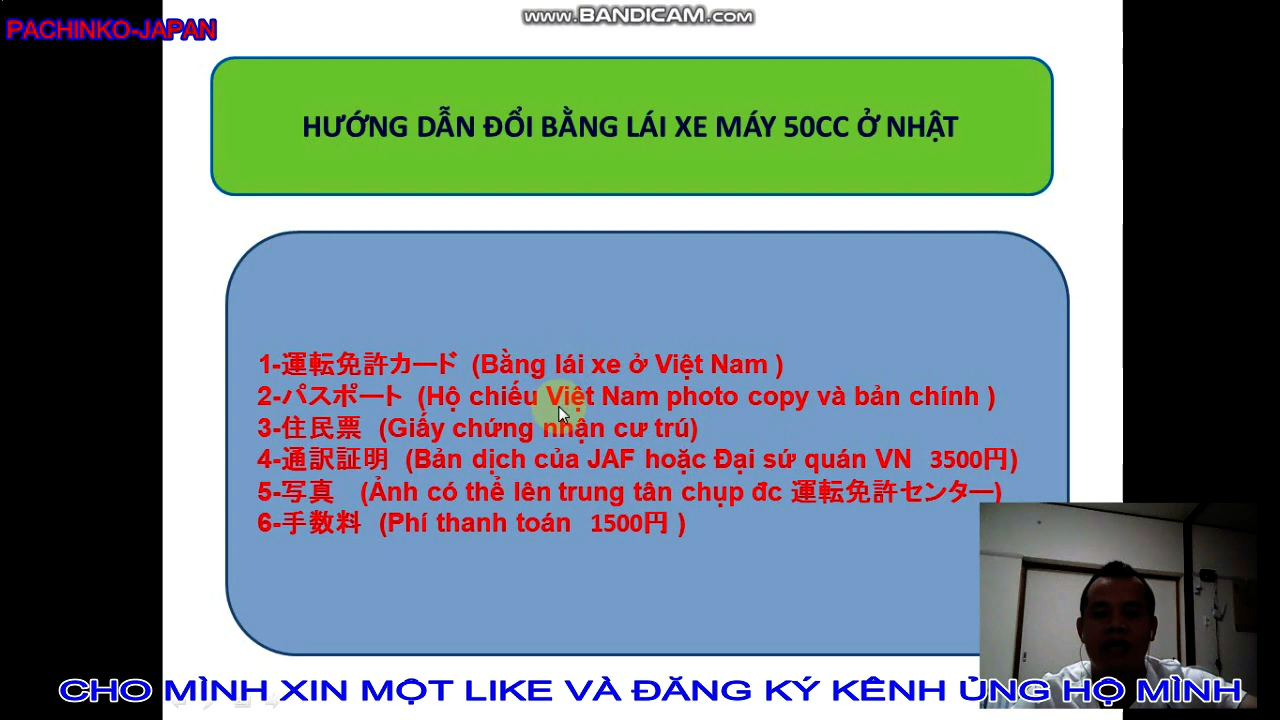 www.BANDICAM.com
PACHINKO-JAPAN
HƯỚNG DẪN ĐỔI BẰNG LÁI XE MÁY 50CC Ở NHẬT
1-運転免許カード (Bằng lái xe ở Việt Nam )
2-パスポート (Hộ chiếu Việt Nam photo copy và bản chính )
3-住民票 (Giấy chứng nhận cư trú)
4-通訳証明 (Bản dịch của JAF hoặc Đại sứ quán VN 3500円)
5-写真 (Ảnh có thể lên trung tân chụp đc 運転免許センター)
6-手数料 (Phí thanh toán 1500円 )
CHO MÌNH XIN MỘT LIKE VÀ ĐĂNG KÝ KÊNH ỦNG HỘ MÌNH